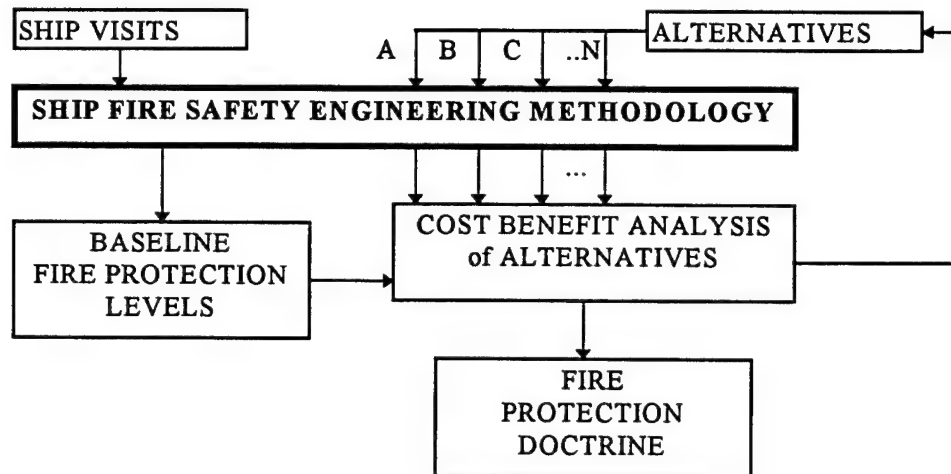 SHIP VISITS
ALTERNATIVES
A B C ..N
SHIP FIRE SAFETY ENGINEERING METHODOLOGY
...
BASELINE
FIRE PROTECTION
LEVELS
COST BENEFIT ANALYSIS
of ALTERNATIVES
FIRE
PROTECTION
DOCTRINE